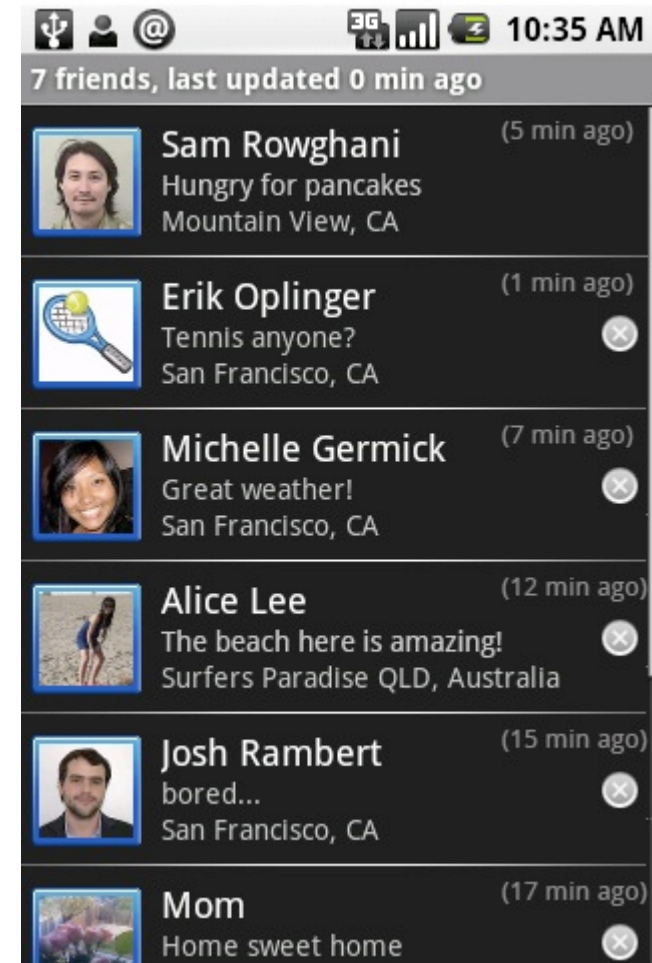 3G 10:35 AM
7 friends, last updated 0 min ago
Sam Rowghani (5 min ago)
Hungry for pancakes
Mountain View, CA
Erik Oplinger (1 min ago)
Tennis anyone?
San Francisco, CA
Michelle Germick (7 min ago)
Great weather!
San Francisco, CA
Alice Lee (12 min ago)
The beach here is amazing!
Surfers Paradise QLD, Australia
Josh Rambert (15 min ago)
bored...
San Francisco, CA
Mom (17 min ago)
Home sweet home